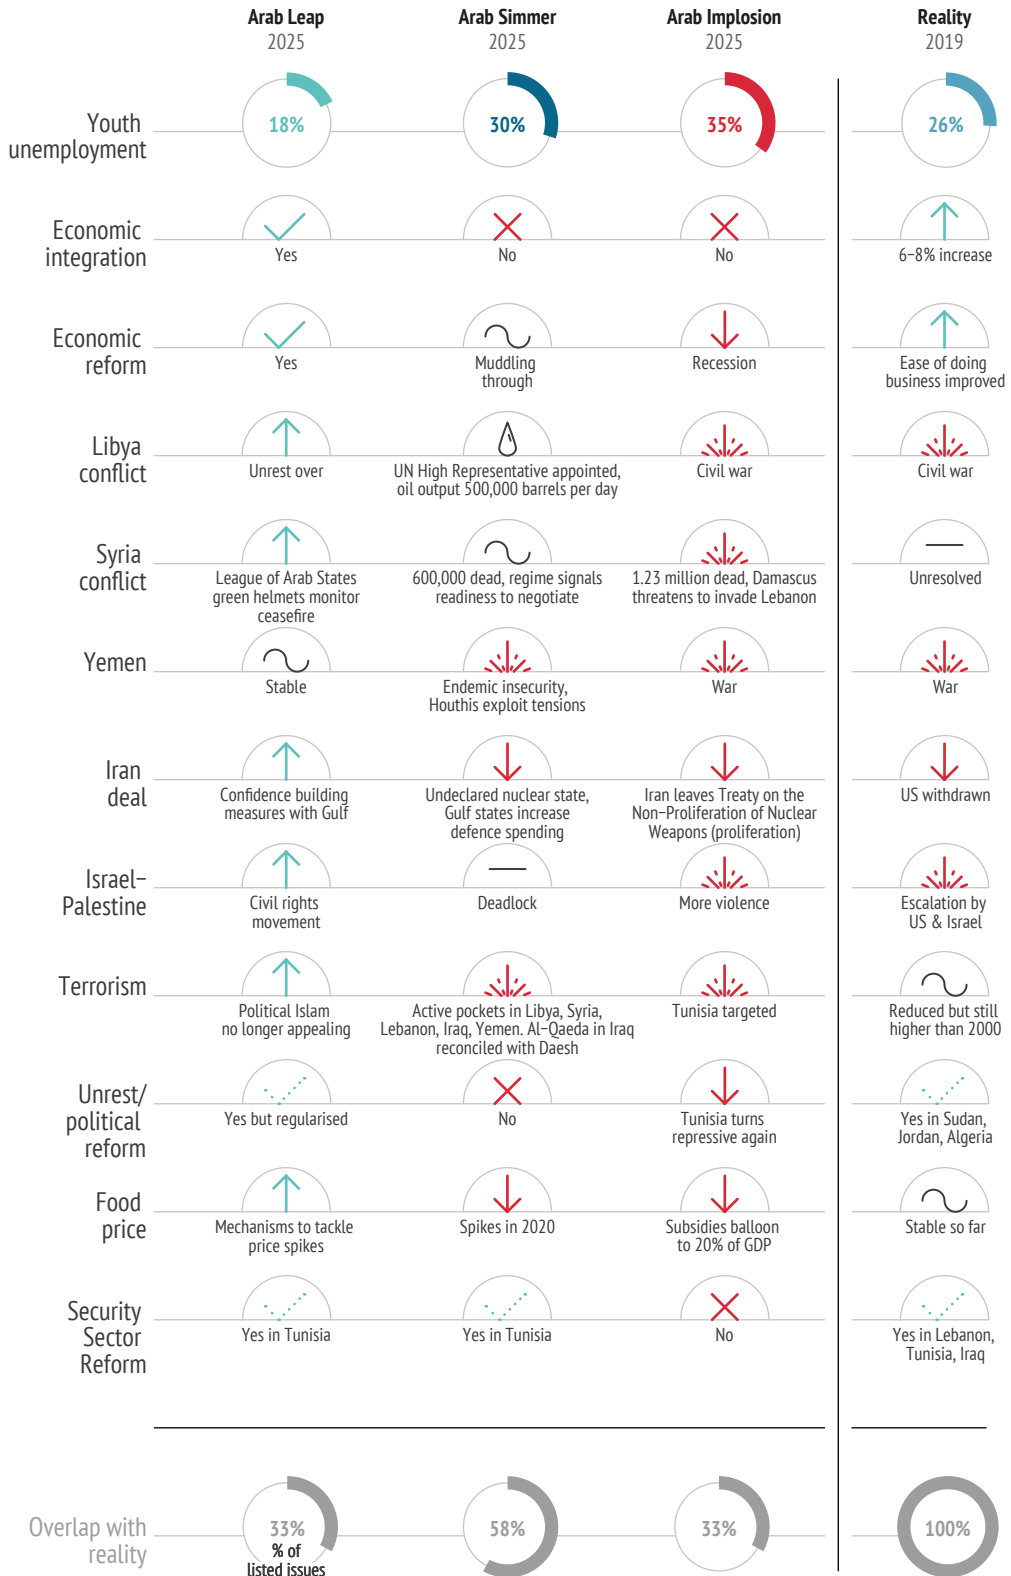 Arab Leap
2025
Arab Simmer
2025
Arab Implosion
2025
Reality
2019
Youth
unemployment
18%
30%
35%
26%
Economic
integration
Yes
No
No
6–8% increase
Economic
reform
Yes
Muddling
through
Recession
Ease of doing
business improved
Libya
conflict
Unrest over
UN High Representative appointed,
oil output 500,000 barrels per day
Civil war
Civil war
Syria
conflict
League of Arab States
green helmets monitor
ceasefire
600,000 dead, regime signals
readiness to negotiate
1.23 million dead, Damascus
threatens to invade Lebanon
Unresolved
Yemen
Stable
Endemic insecurity,
Houthis exploit tensions
War
War
Iran
deal
Confidence building
measures with Gulf
Undeclared nuclear state,
Gulf states increase
defence spending
Iran leaves Treaty on the
Non–Proliferation of Nuclear
Weapons (proliferation)
US withdrawn
Israel–
Palestine
Civil rights
movement
Deadlock
More violence
Escalation by
US & Israel
Terrorism
Political Islam
no longer appealing
Active pockets in Libya, Syria,
Lebanon, Iraq, Yemen. Al–Qaeda in Iraq
reconciled with Daesh
Tunisia targeted
Reduced but still
higher than 2000
Unrest/
political
reform
Yes but regularised
No
Tunisia turns
repressive again
Yes in Sudan,
Jordan, Algeria
Food
price
Mechanisms to tackle
price spikes
Spikes in 2020
Subsidies balloon
to 20% of GDP
Stable so far
Security
Sector
Reform
Yes in Tunisia
Yes in Tunisia
No
Yes in Lebanon,
Tunisia, Iraq
Overlap with
reality
33%
% of
listed issues
58%
33%
100%